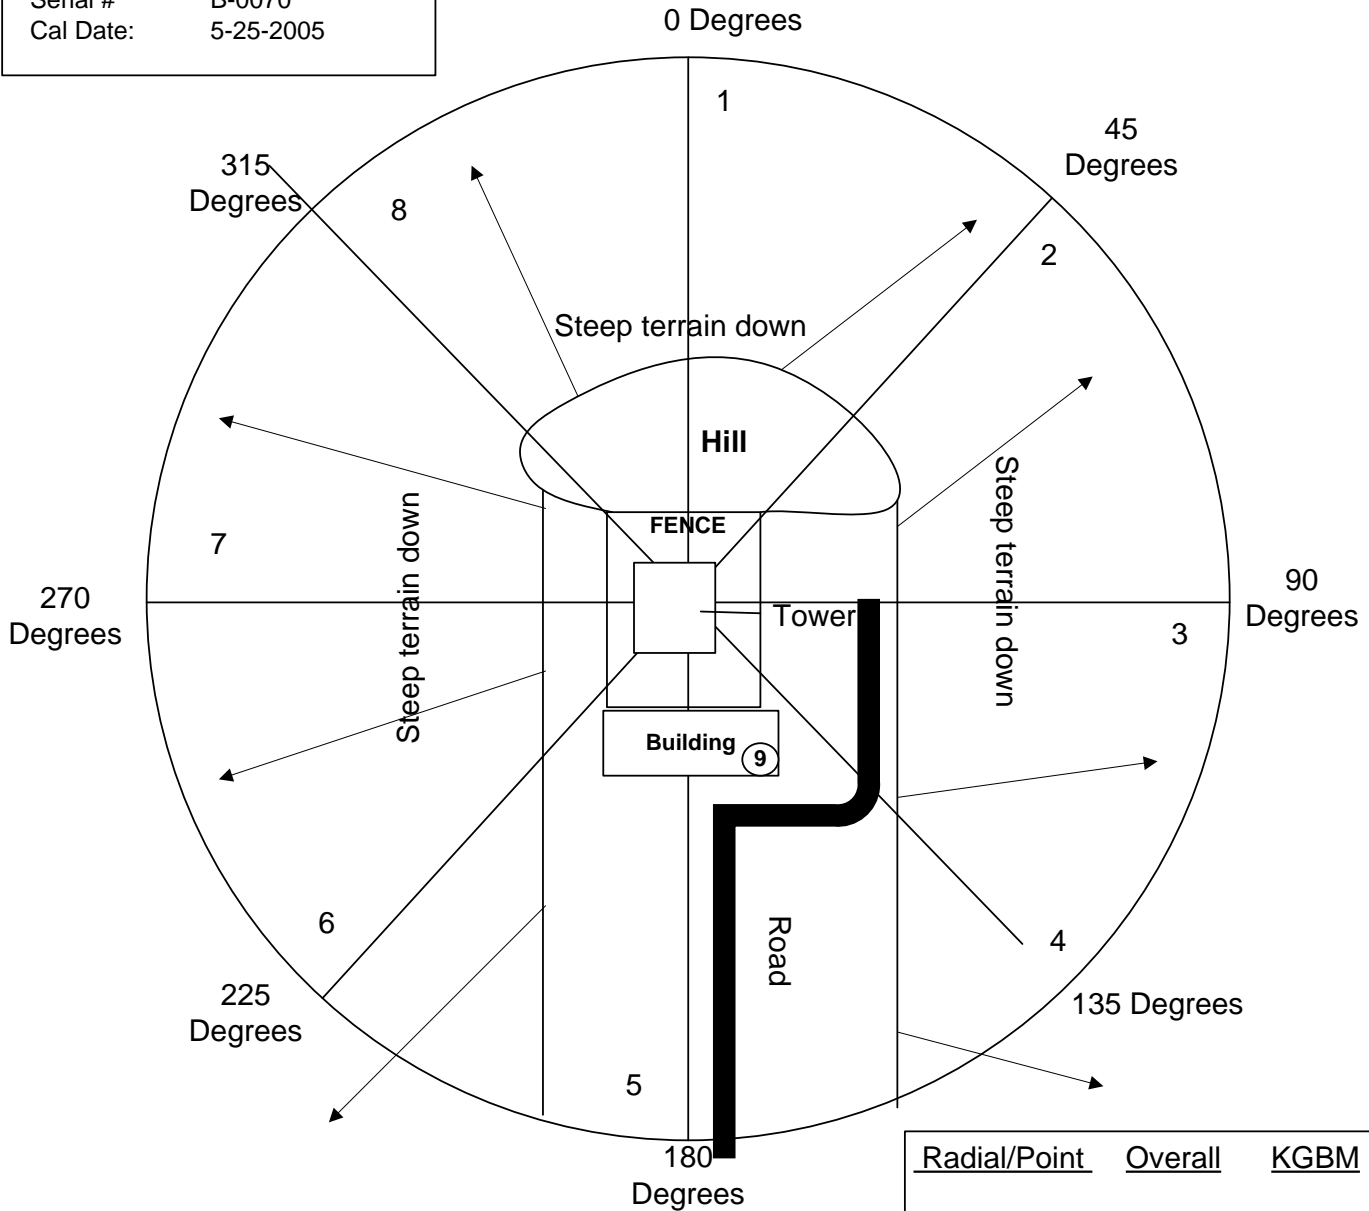 Serial # B-0070
Cal Date: 5-25-2005
0 Degrees
1
45
Degrees
315
Degrees
8
2
Steep terrain down
Hill
FENCE
Steep terrain down
Steep terrain down
7
270
Degrees
Tower
90
Degrees
3
Building 9
6
Road
4
225
Degrees
135 Degrees
5
180
Degrees
Radial/Point Overall KGBM